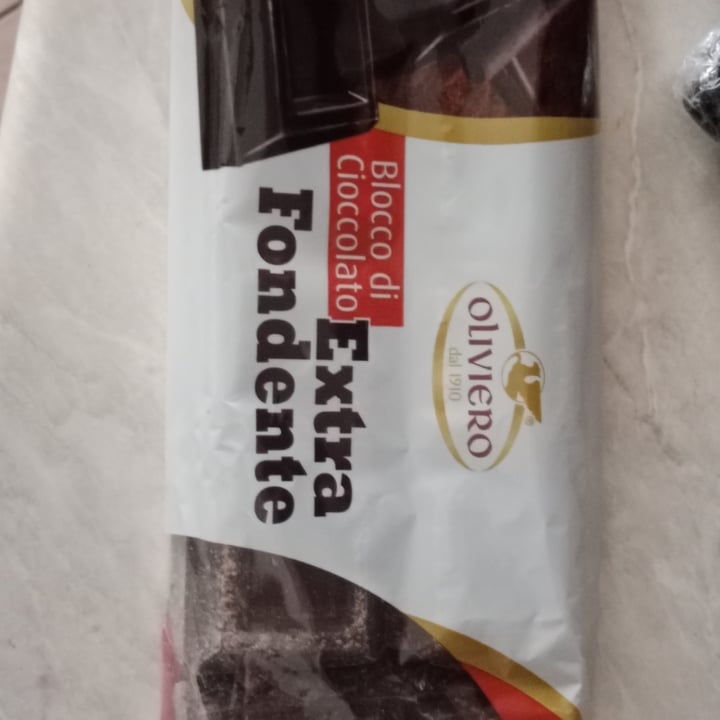 OLIVIERO
dal 1910
Blocco di
Cioccolato
Extra
Fondente